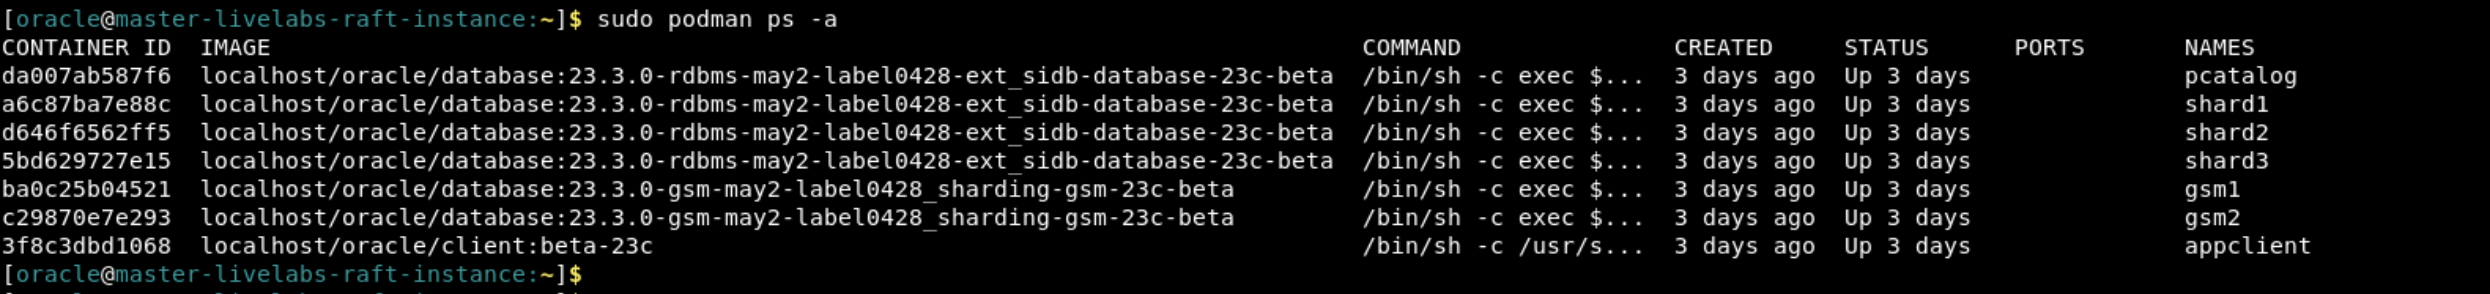 [oracle@master-livelabs-raft-instance:~]$ sudo podman ps -a
CONTAINER ID  IMAGE  COMMAND  CREATED  STATUS  PORTS  NAMES
da007ab587f6  localhost/oracle/database:23.3.0-rdbms-may2-label0428-ext_sidb-database-23c-beta  /bin/sh -c exec $...  3 days ago  Up 3 days  pcatalog
a6c87ba7e88c  localhost/oracle/database:23.3.0-rdbms-may2-label0428-ext_sidb-database-23c-beta  /bin/sh -c exec $...  3 days ago  Up 3 days  shard1
d646f6562ff5  localhost/oracle/database:23.3.0-rdbms-may2-label0428-ext_sidb-database-23c-beta  /bin/sh -c exec $...  3 days ago  Up 3 days  shard2
5bd629727e15  localhost/oracle/database:23.3.0-rdbms-may2-label0428-ext_sidb-database-23c-beta  /bin/sh -c exec $...  3 days ago  Up 3 days  shard3
ba0c25b04521  localhost/oracle/database:23.3.0-gsm-may2-label0428_sharding-gsm-23c-beta  /bin/sh -c exec $...  3 days ago  Up 3 days  gsm1
c29870e7e293  localhost/oracle/database:23.3.0-gsm-may2-label0428_sharding-gsm-23c-beta  /bin/sh -c exec $...  3 days ago  Up 3 days  gsm2
3f8c3dbd1068  localhost/oracle/client:beta-23c  /bin/sh -c /usr/s...  3 days ago  Up 3 days  appclient
[oracle@master-livelabs-raft-instance:~]$